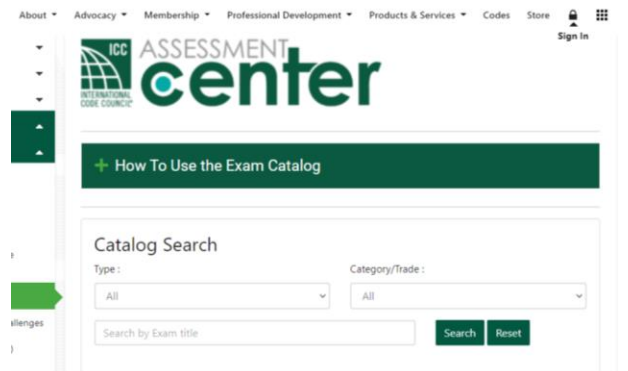 About Advocacy Membership Professional Development Products & Services Codes Store
Sign In
ICC
INTERNATIONAL
CODE COUNCIL
ASSESSMENT
center
+ How To Use the Exam Catalog
Catalog Search
Type : Category/Trade :
All All
Search by Exam title Search Reset